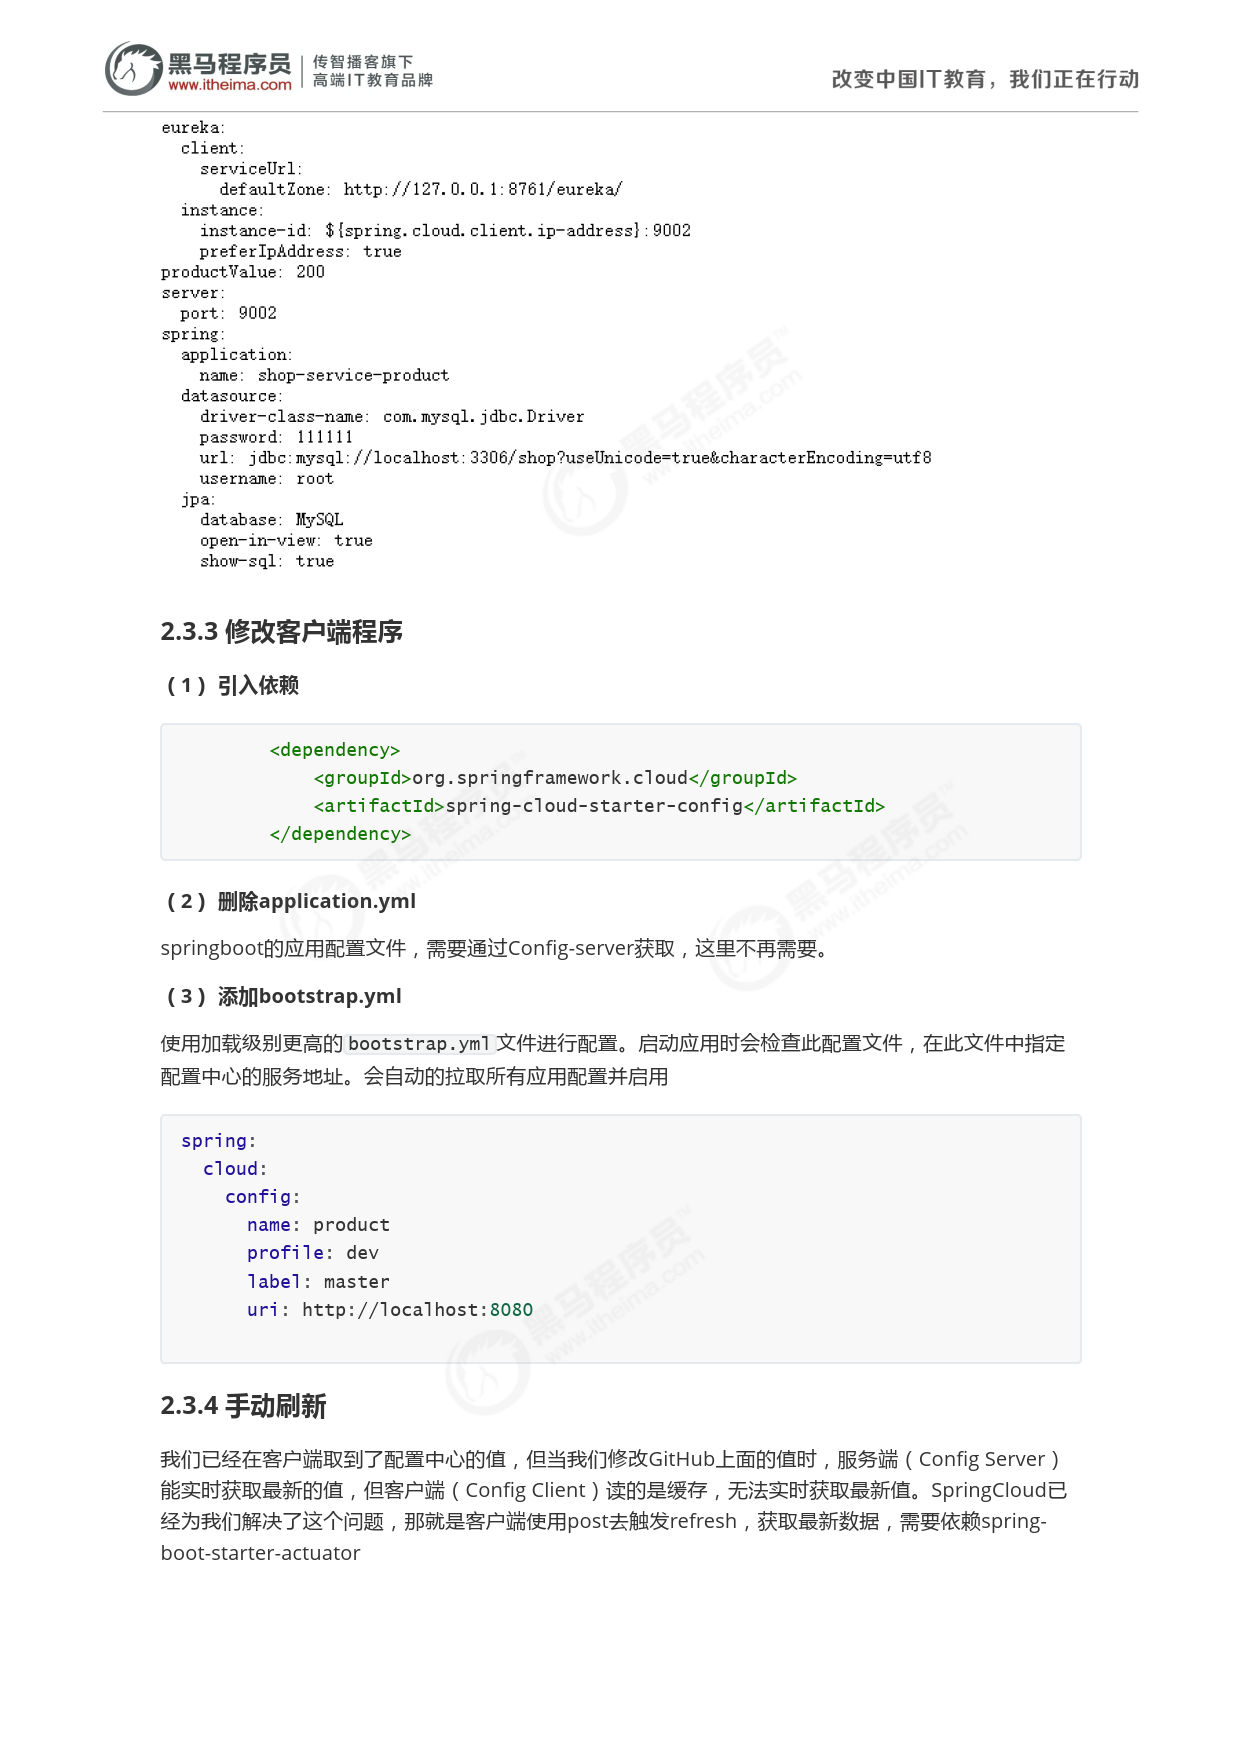 黑马程序员
www.itheima.com
传智播客旗下
高端IT教育品牌
改变中国IT教育，我们正在行动
eureka:
  client:
    serviceUrl:
      defaultZone: http://127.0.0.1:8761/eureka/
  instance:
    instance-id: ${spring.cloud.client.ip-address}:9002
    preferIpAddress: true
productValue: 200
server:
  port: 9002
spring:
  application:
    name: shop-service-product
  datasource:
    driver-class-name: com.mysql.jdbc.Driver
    password: 111111
    url: jdbc:mysql://localhost:3306/shop?useUnicode=true&characterEncoding=utf8
    username: root
  jpa:
    database: MySQL
    open-in-view: true
    show-sql: true
2.3.3 修改客户端程序
（1） 引入依赖
<dependency>
    <groupId>org.springframework.cloud</groupId>
    <artifactId>spring-cloud-starter-config</artifactId>
</dependency>
（2） 删除application.yml
springboot的应用配置文件，需要通过Config-server获取，这里不再需要。
（3） 添加bootstrap.yml
使用加载级别更高的 bootstrap.yml 文件进行配置。启动应用时会检查此配置文件，在此文件中指定
配置中心的服务地址。会自动的拉取所有应用配置并启用
spring:
  cloud:
    config:
      name: product
      profile: dev
      label: master
      uri: http://localhost:8080
2.3.4 手动刷新
我们已经在客户端取到了配置中心的值，但当我们修改GitHub上面的值时，服务端（Config Server）
能实时获取最新的值，但客户端（Config Client）读的是缓存，无法实时获取最新值。SpringCloud已
经为我们解决了这个问题，那就是客户端使用post去触发refresh，获取最新数据，需要依赖spring-
boot-starter-actuator